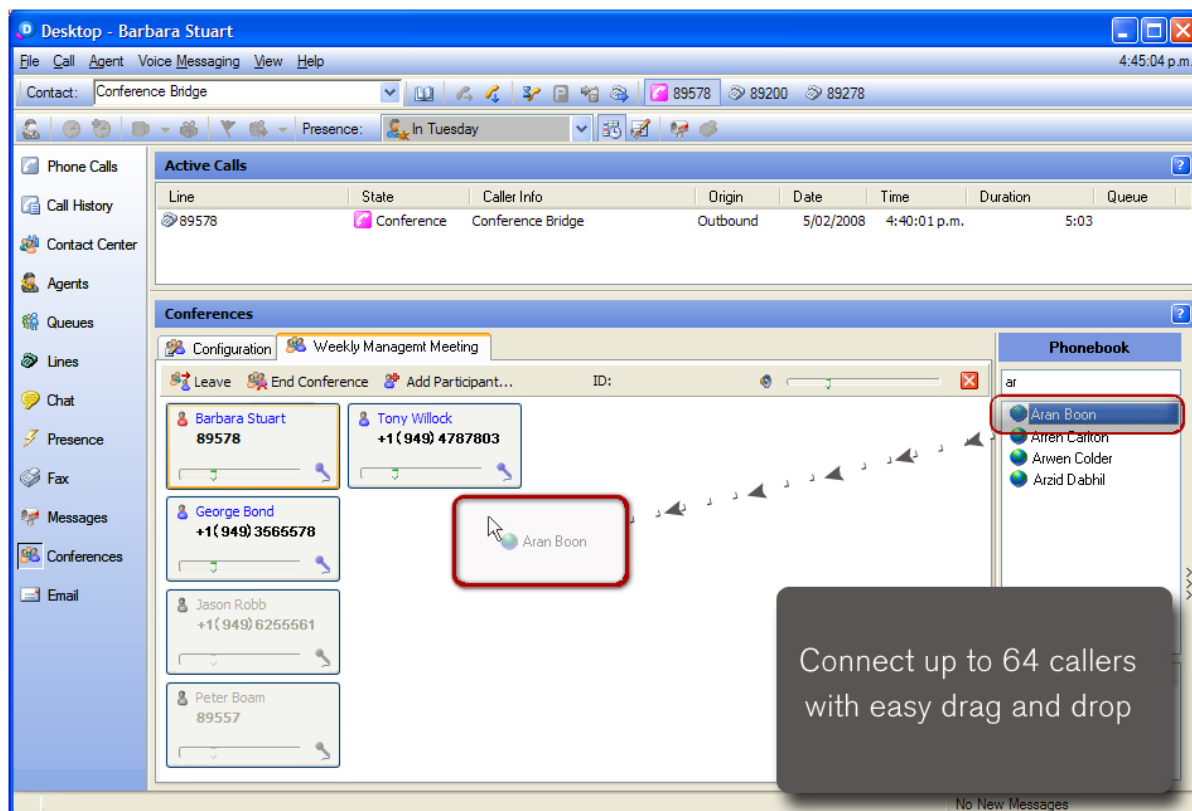 Desktop - Barbara Stuart
File Call Agent Voice Messaging View Help 4:45:04 p.m.
Contact: Conference Bridge 89578 89200 89278
Presence: In Tuesday
Phone Calls
Call History
Contact Center
Agents
Queues
Lines
Chat
Presence
Fax
Messages
Conferences
Email
Active Calls
Line State Caller Info Origin Date Time Duration Queue
89578 Conference Conference Bridge Outbound 5/02/2008 4:40:01 p.m. 5:03
Conferences
Configuration Weekly Managemt Meeting
Leave End Conference Add Participant... ID:
Barbara Stuart
89578
Tony Willock
+1(949) 4787803
George Bond
+1(949) 3565578
Aran Boon
Jason Robb
+1(949) 6255561
Peter Boam
89557
Phonebook
ar
Aran Boon
Arren Carlton
Arwen Colder
Arzid Dabhil
Connect up to 64 callers
with easy drag and drop
No New Messages